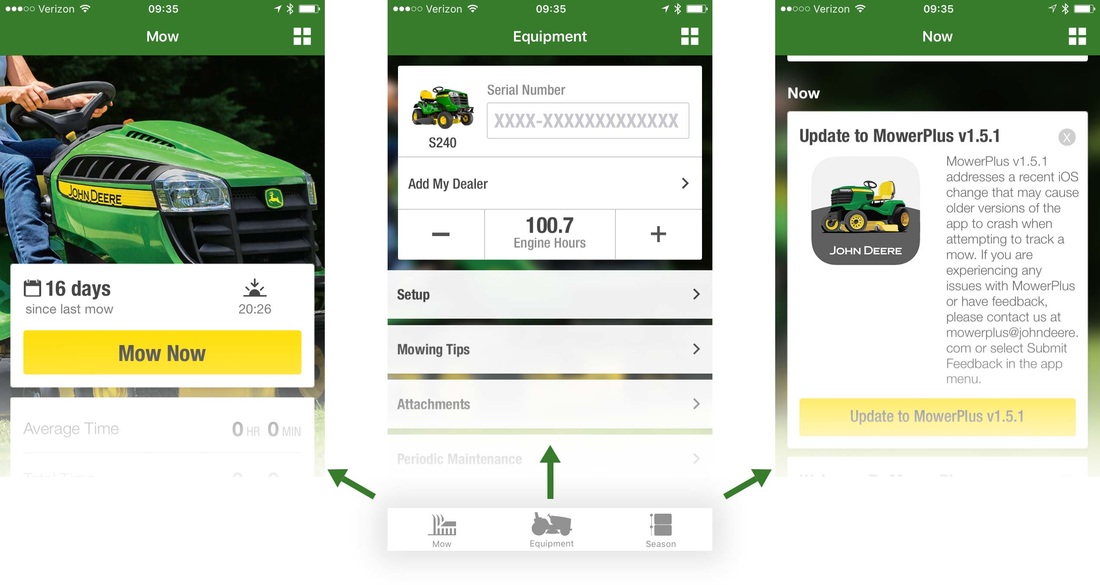 Verizon 09:35
Mow
JOHN DEERE
16 days
since last mow
20:26
Mow Now
Average Time 0 HR 0 MIN
Total Time
Verizon 09:35
Equipment
S240
Serial Number
XXXX-XXXXXXXXXXXXX
Add My Dealer
100.7
Engine Hours
Setup
Mowing Tips
Attachments
Periodic Maintenance
Mow
Equipment
Season
Verizon 09:35
Now
Now
Update to MowerPlus v1.5.1
X
JOHN DEERE
MowerPlus v1.5.1
addresses a recent iOS
change that may cause
older versions of the
app to crash when
attempting to track a
mow. If you are
experiencing any
issues with MowerPlus
or have feedback,
please contact us at
mowerplus@johndeere.
com or select Submit
Feedback in the app
menu.
Update to MowerPlus v1.5.1